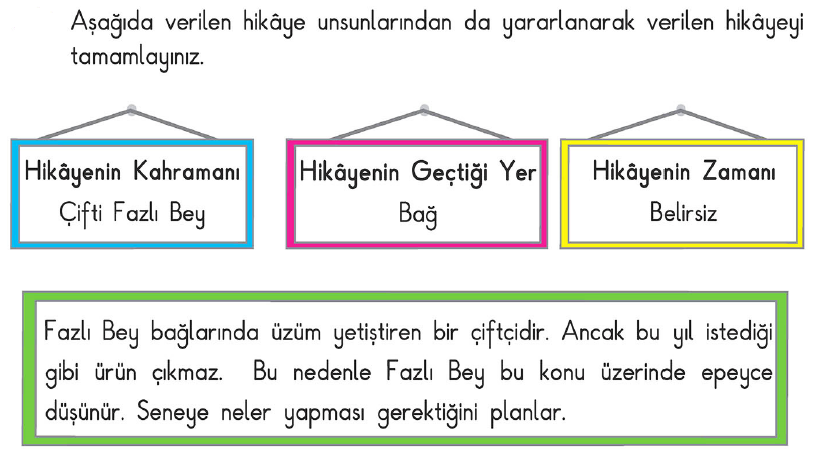 Aşağıda verilen hikâye unsunlarından da yararlanarak verilen hikâyeyi
tamamlayınız.
Hikâyenin Kahramanı
Çifti Fazlı Bey
Hikâyenin Geçtiği Yer
Bağ
Hikâyenin Zamanı
Belirsiz
Fazlı Bey bağlarında üzüm yetiştiren bir çiftçidir. Ancak bu yıl istediği
gibi ürün çıkmaz. Bu nedenle Fazlı Bey bu konu üzerinde epeyce
düşünür. Seneye neler yapması gerektiğini planlar.